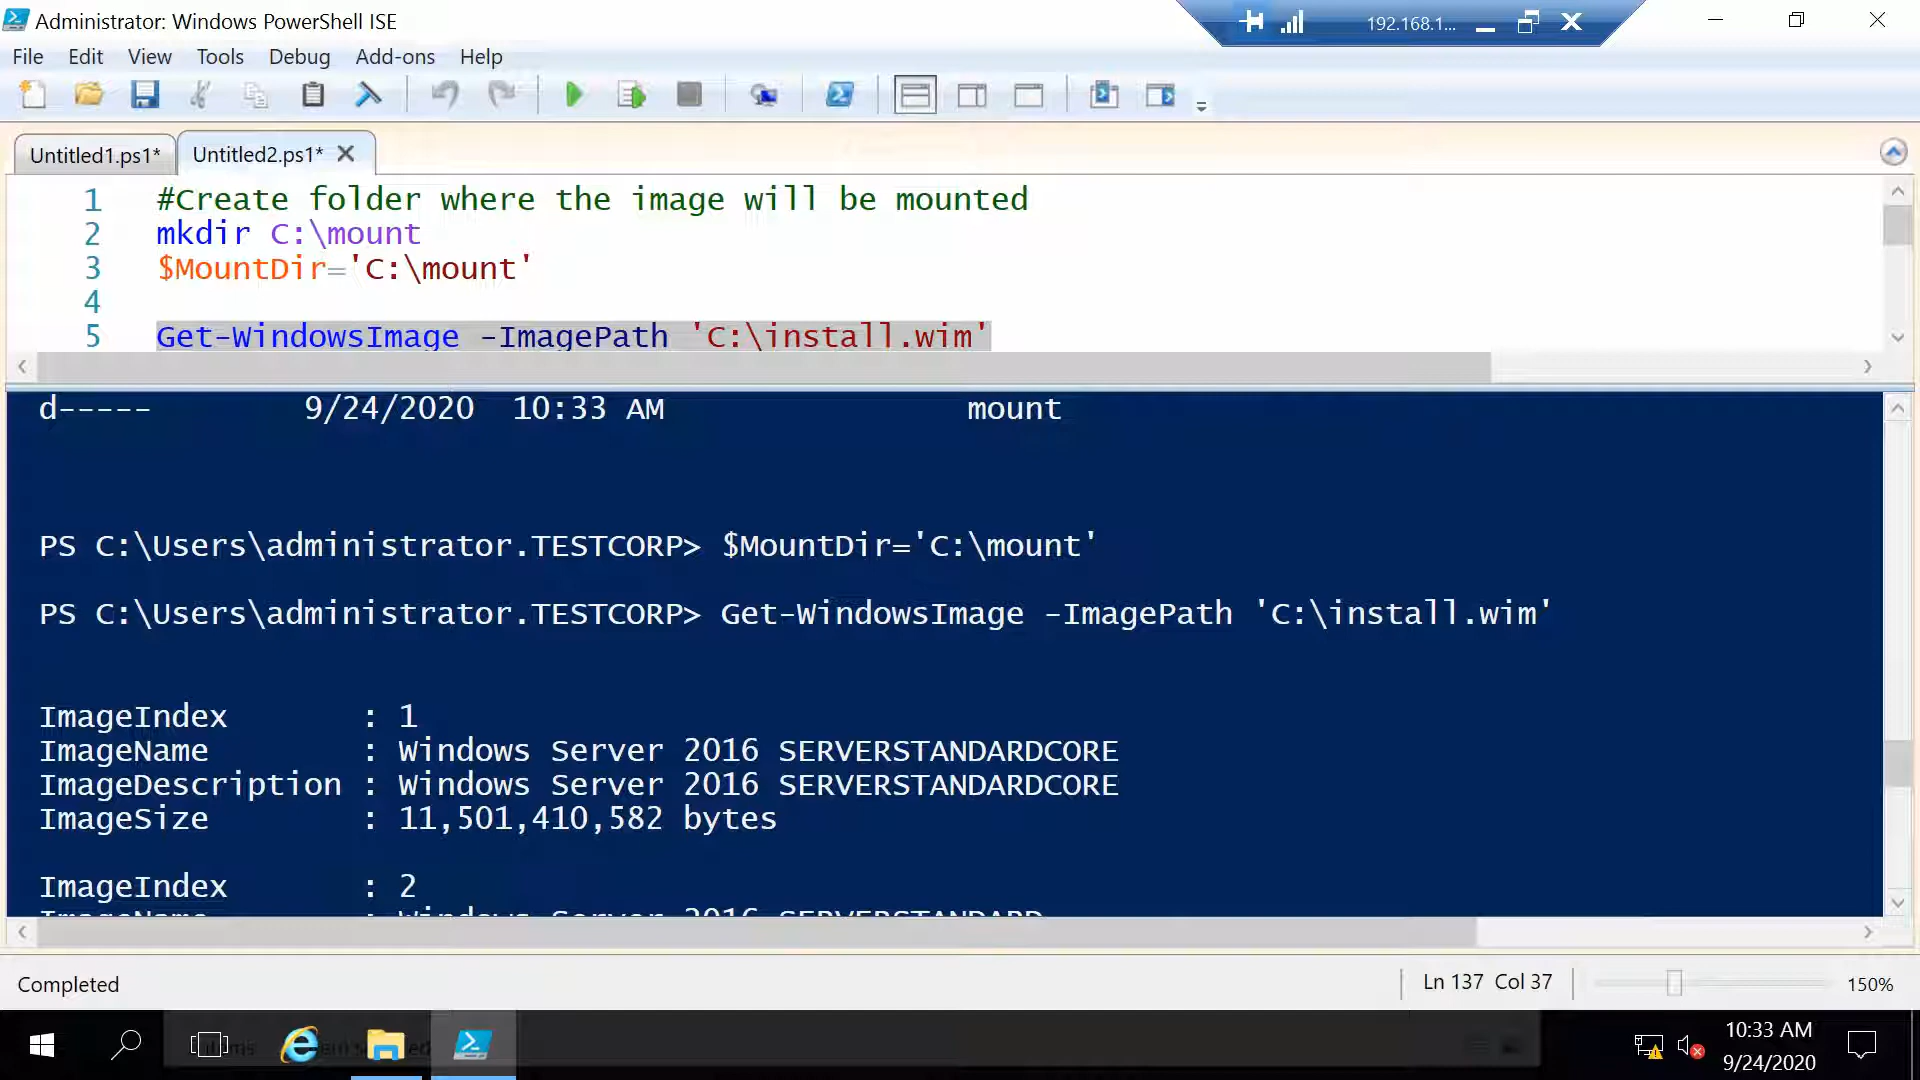 Administrator: Windows PowerShell ISE
192.168.1...
File Edit View Tools Debug Add-ons Help
Untitled1.ps1* Untitled2.ps1*
1 #Create folder where the image will be mounted
2 mkdir C:\mount
3 $MountDir='C:\mount'
4
5 Get-WindowsImage -ImagePath 'C:\install.wim'
d----- 9/24/2020 10:33 AM mount
PS C:\Users\administrator.TESTCORP> $MountDir='C:\mount'
PS C:\Users\administrator.TESTCORP> Get-WindowsImage -ImagePath 'C:\install.wim'
ImageIndex : 1
ImageName : Windows Server 2016 SERVERSTANDARDCORE
ImageDescription : Windows Server 2016 SERVERSTANDARDCORE
ImageSize : 11,501,410,582 bytes
ImageIndex : 2
ImageName : Windows Server 2016 SERVERSTANDARD
Completed
Ln 137 Col 37
150%
10:33 AM
9/24/2020